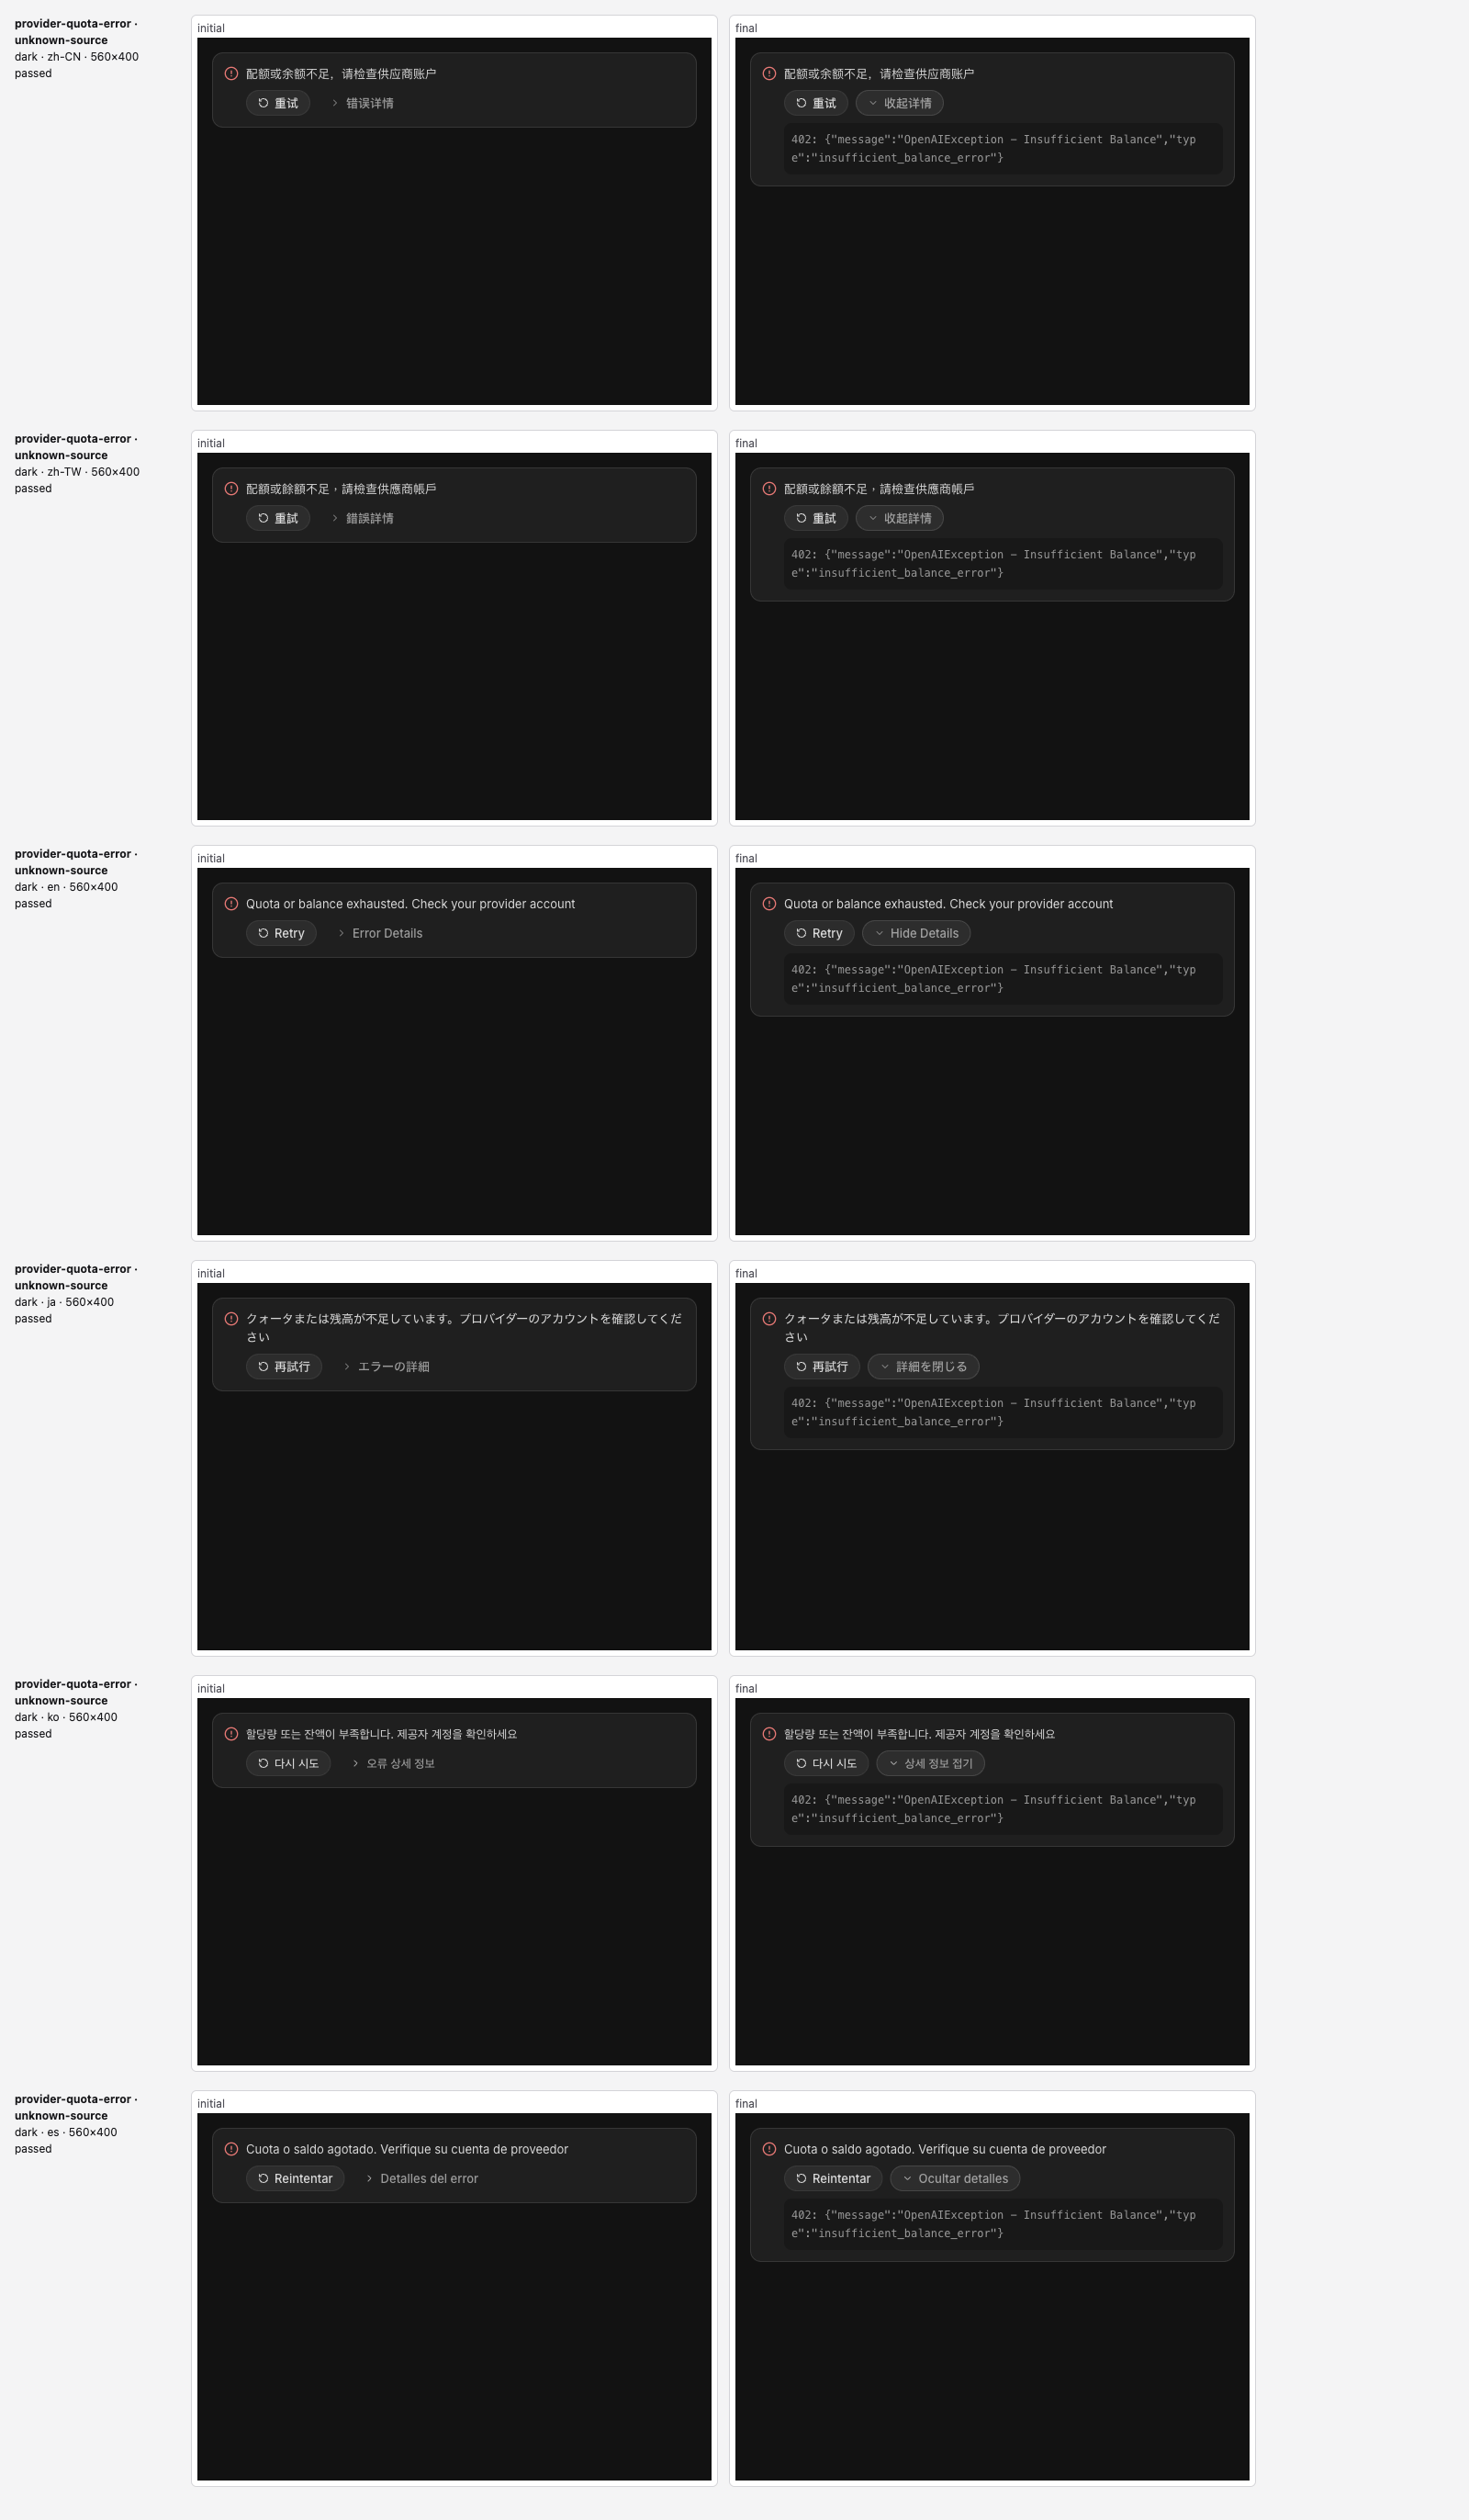 provider-quota-error ·
unknown-source
dark · zh-CN · 560×400
passed
initial
配额或余额不足，请检查供应商账户
重试
错误详情
final
配额或余额不足，请检查供应商账户
重试
收起详情
402: {"message":"OpenAIException – Insufficient Balance","typ
e":"insufficient_balance_error"}
provider-quota-error ·
unknown-source
dark · zh-TW · 560×400
passed
initial
配額或餘額不足，請檢查供應商帳戶
重試
錯誤詳情
final
配額或餘額不足，請檢查供應商帳戶
重試
收起詳情
402: {"message":"OpenAIException – Insufficient Balance","typ
e":"insufficient_balance_error"}
provider-quota-error ·
unknown-source
dark · en · 560×400
passed
initial
Quota or balance exhausted. Check your provider account
Retry
Error Details
final
Quota or balance exhausted. Check your provider account
Retry
Hide Details
402: {"message":"OpenAIException – Insufficient Balance","typ
e":"insufficient_balance_error"}
provider-quota-error ·
unknown-source
dark · ja · 560×400
passed
initial
クォータまたは残高が不足しています。プロバイダーのアカウントを確認してくだ
さい
再試行
エラーの詳細
final
クォータまたは残高が不足しています。プロバイダーのアカウントを確認してくだ
さい
再試行
詳細を閉じる
402: {"message":"OpenAIException – Insufficient Balance","typ
e":"insufficient_balance_error"}
provider-quota-error ·
unknown-source
dark · ko · 560×400
passed
initial
할당량 또는 잔액이 부족합니다. 제공자 계정을 확인하세요
다시 시도
오류 상세 정보
final
할당량 또는 잔액이 부족합니다. 제공자 계정을 확인하세요
다시 시도
상세 정보 접기
402: {"message":"OpenAIException – Insufficient Balance","typ
e":"insufficient_balance_error"}
provider-quota-error ·
unknown-source
dark · es · 560×400
passed
initial
Cuota o saldo agotado. Verifique su cuenta de proveedor
Reintentar
Detalles del error
final
Cuota o saldo agotado. Verifique su cuenta de proveedor
Reintentar
Ocultar detalles
402: {"message":"OpenAIException – Insufficient Balance","typ
e":"insufficient_balance_error"}